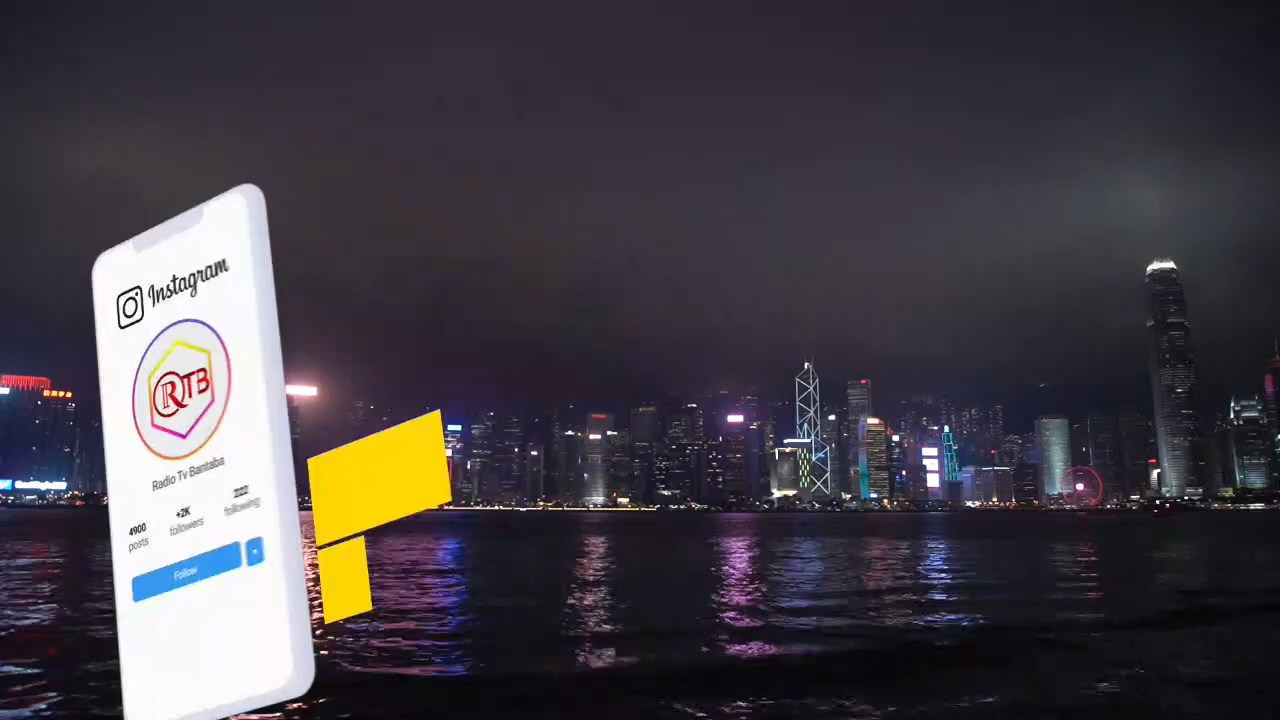 Instagram
RTB
Radio Tv Bantaba
4900
posts
+2K
followers
222
following
Follow